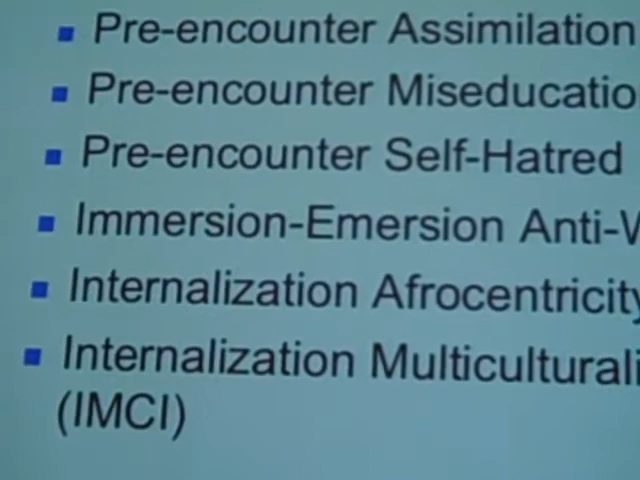 Pre-encounter Assimilation
Pre-encounter Miseducatio
Pre-encounter Self-Hatred
Immersion-Emersion Anti-W
Internalization Afrocentricity
Internalization Multiculturali
(IMCI)